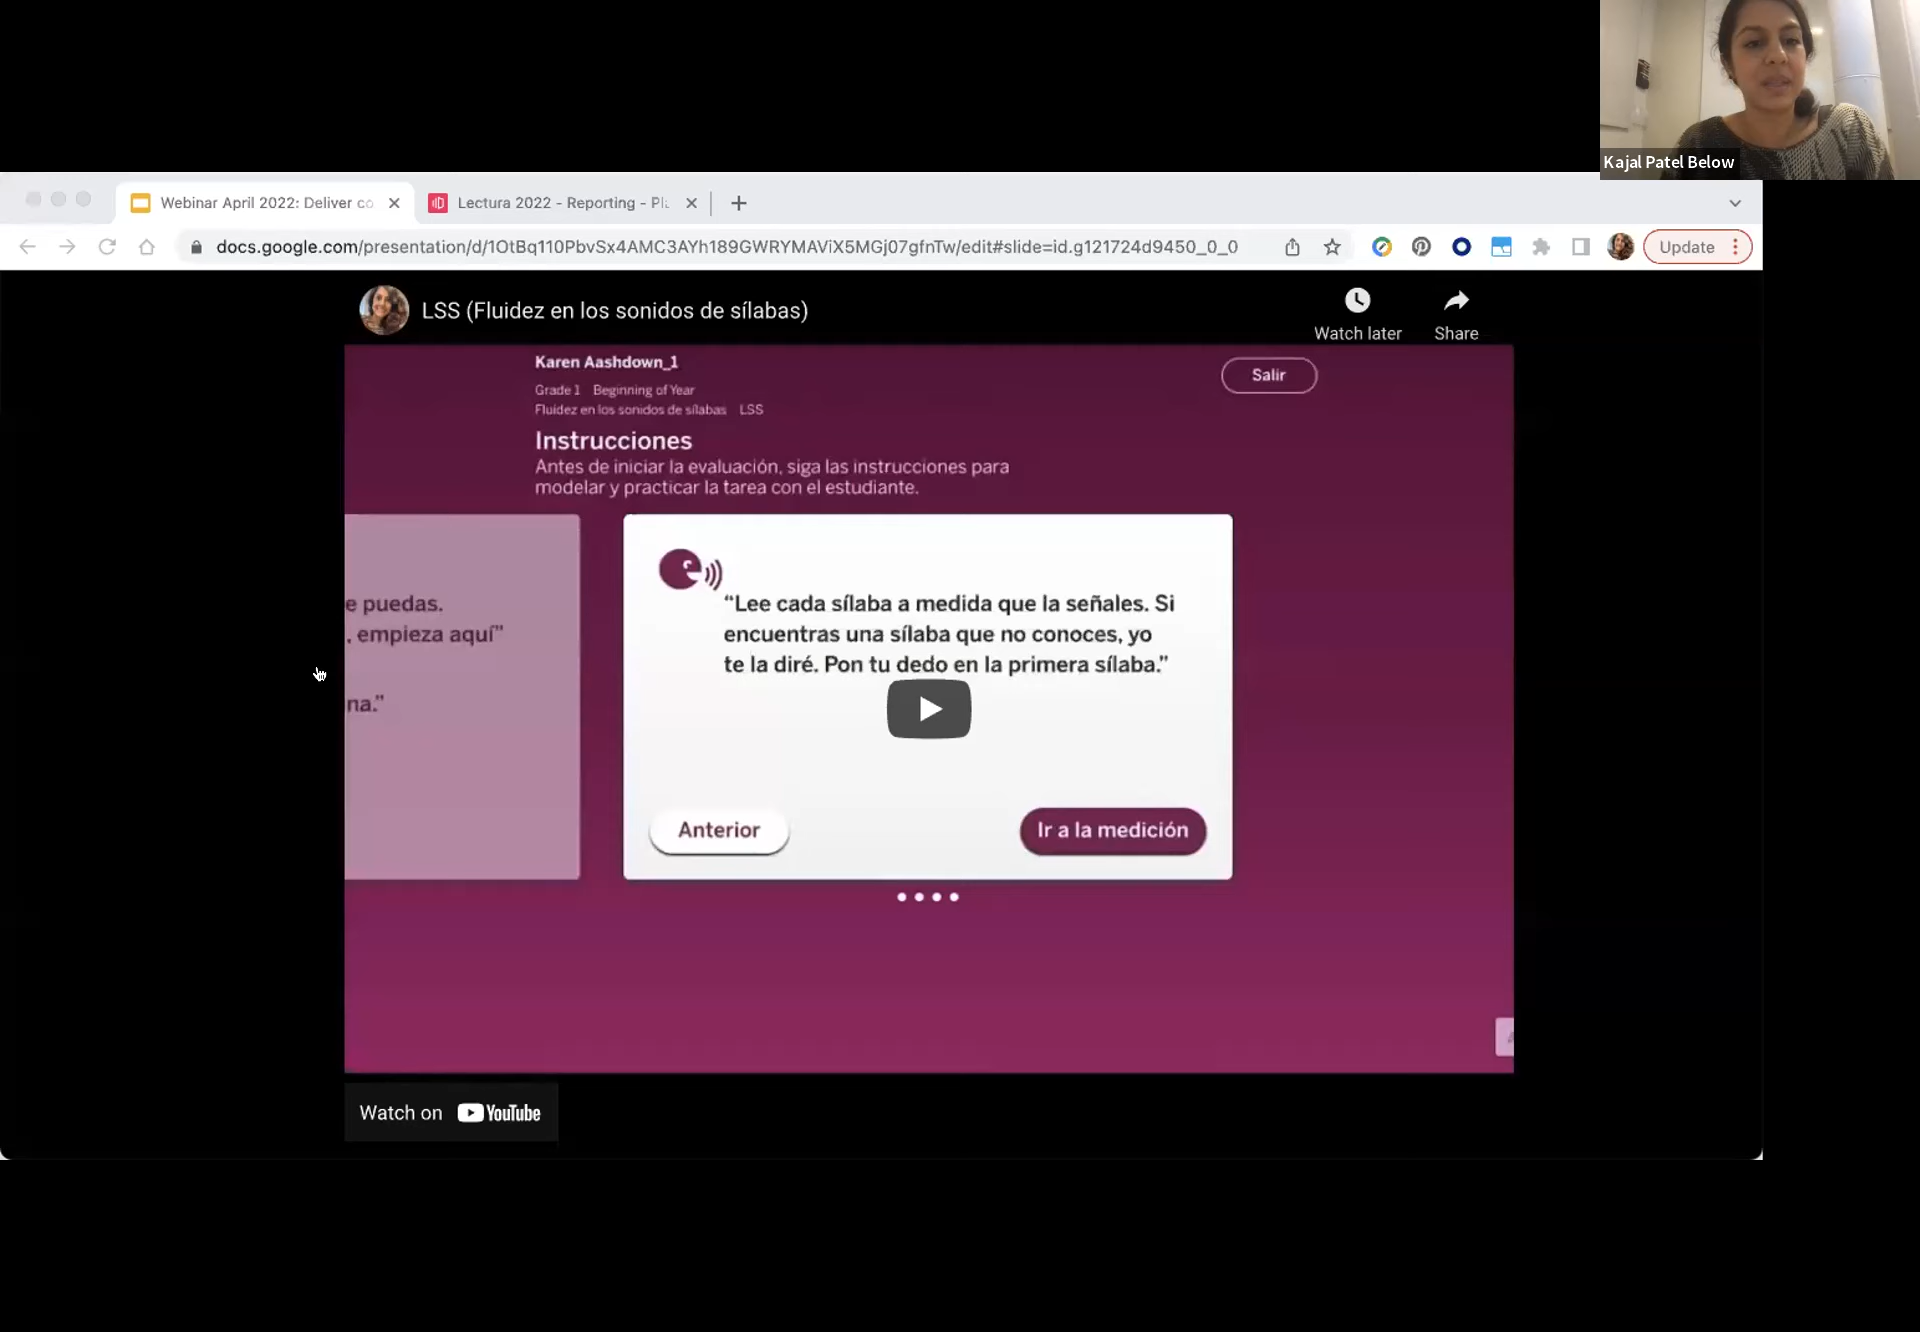 Kajal Patel Below
Webinar April 2022: Deliver co
Lectura 2022 - Reporting - Pl
docs.google.com/presentation/d/1OtBq110PbvSx4AMC3AYh189GWRYMAViX5MGj07gfnTw/edit#slide=id.g121724d9450_0_0
Update
LSS (Fluidez en los sonidos de sílabas)
Watch later
Share
Karen Aashdown_1
Salir
Grade 1 Beginning of Year
Fluidez en los sonidos de sílabas LSS
Instrucciones
Antes de iniciar la evaluación, siga las instrucciones para
modelar y practicar la tarea con el estudiante.
e puedas.
, empieza aquí”
na.”
“Lee cada sílaba a medida que la señales. Si
encuentras una sílaba que no conoces, yo
te la diré. Pon tu dedo en la primera sílaba.”
Anterior
Ir a la medición
Watch on YouTube